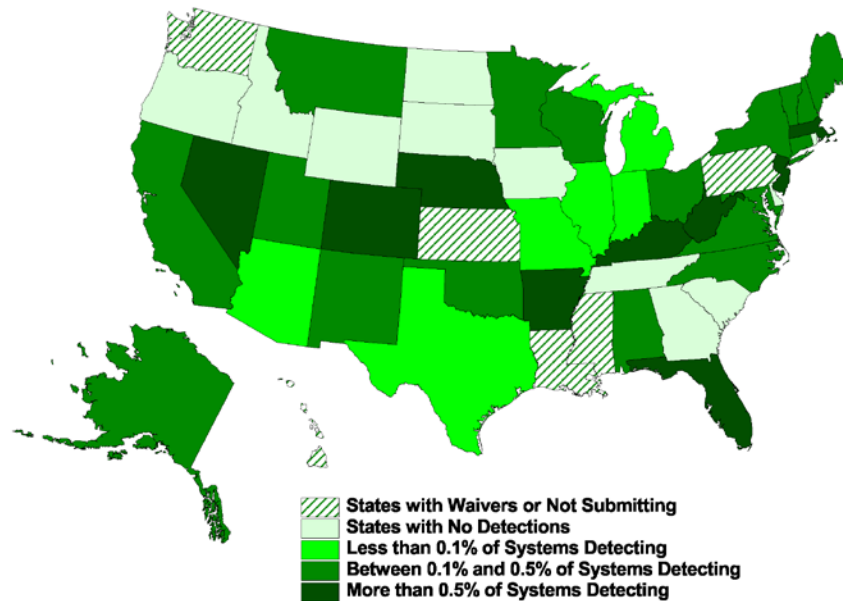 States with Waivers or Not Submitting
States with No Detections
Less than 0.1% of Systems Detecting
Between 0.1% and 0.5% of Systems Detecting
More than 0.5% of Systems Detecting